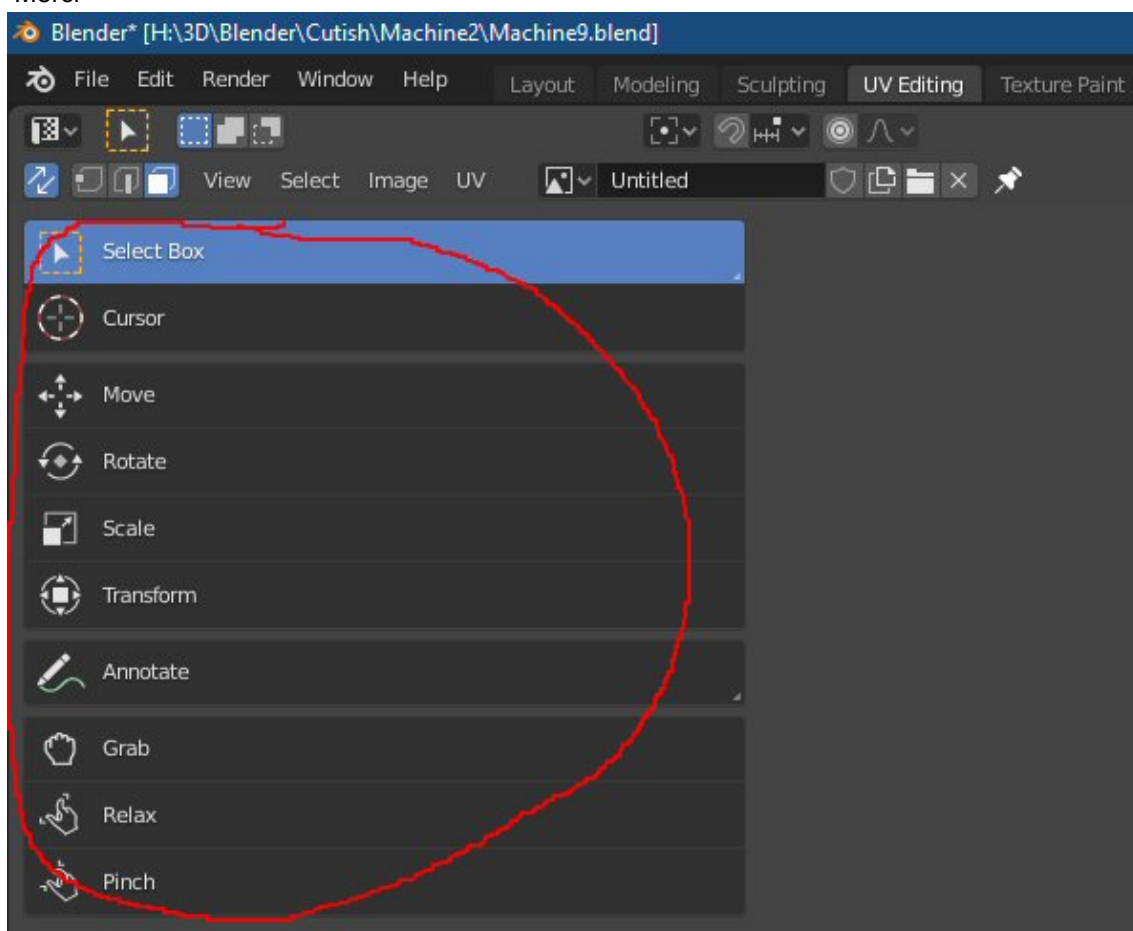 More.
Blender* [H:\3D\Blender\Cutish\Machine2\Machine9.blend]
File Edit Render Window Help Layout Modeling Sculpting UV Editing Texture Paint
View Select Image UV Untitled
Select Box
Cursor
Move
Rotate
Scale
Transform
Annotate
Grab
Relax
Pinch